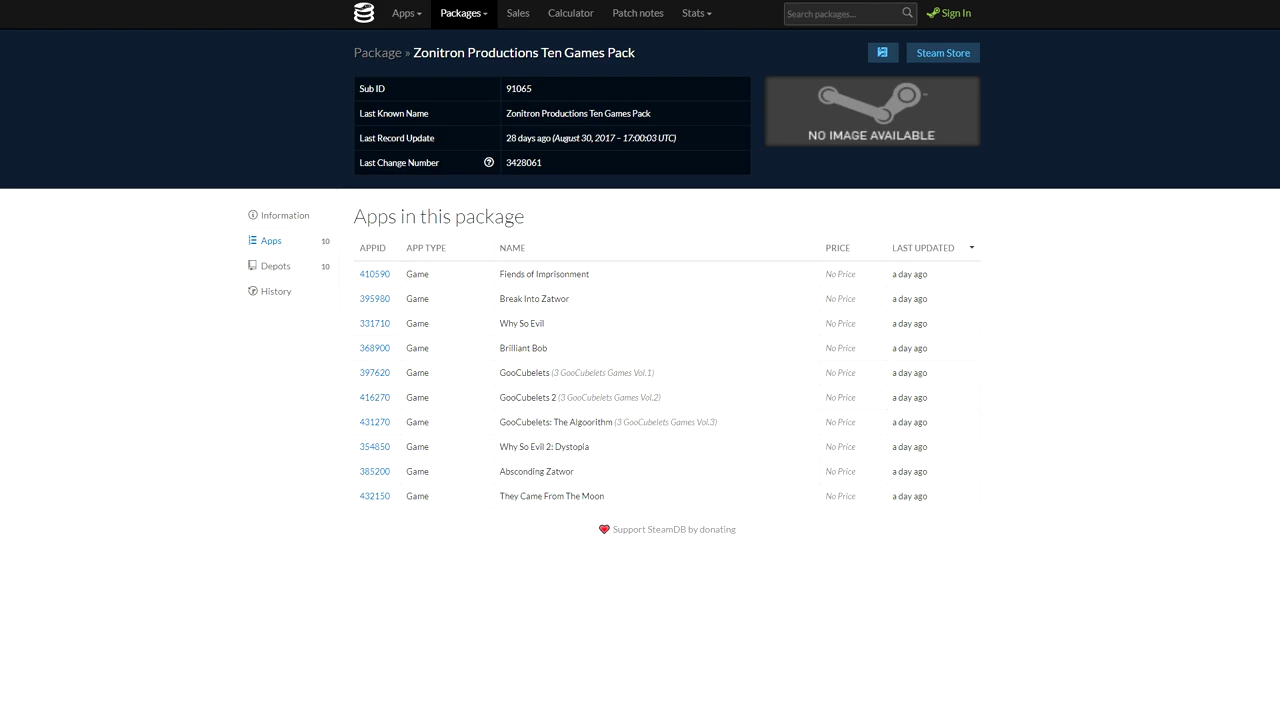 Apps Packages Sales Calculator Patch notes Stats Search packages... Sign In
Package » Zonitron Productions Ten Games Pack Steam Store
Sub ID 91065
Last Known Name Zonitron Productions Ten Games Pack
Last Record Update 28 days ago (August 30, 2017 – 17:00:03 UTC)
Last Change Number 3428061
NO IMAGE AVAILABLE
Information
Apps 10
Depots 10
History
Apps in this package
APPID APP TYPE NAME PRICE LAST UPDATED
410590 Game Fiends of Imprisonment No Price a day ago
395980 Game Break Into Zatwor No Price a day ago
331710 Game Why So Evil No Price a day ago
368900 Game Brilliant Bob No Price a day ago
397620 Game GooCubelets (3 GooCubelets Games Vol.1) No Price a day ago
416270 Game GooCubelets 2 (3 GooCubelets Games Vol.2) No Price a day ago
431270 Game GooCubelets: The Algoorithm (3 GooCubelets Games Vol.3) No Price a day ago
354850 Game Why So Evil 2: Dystopia No Price a day ago
385200 Game Absconding Zatwor No Price a day ago
432150 Game They Came From The Moon No Price a day ago
Support SteamDB by donating